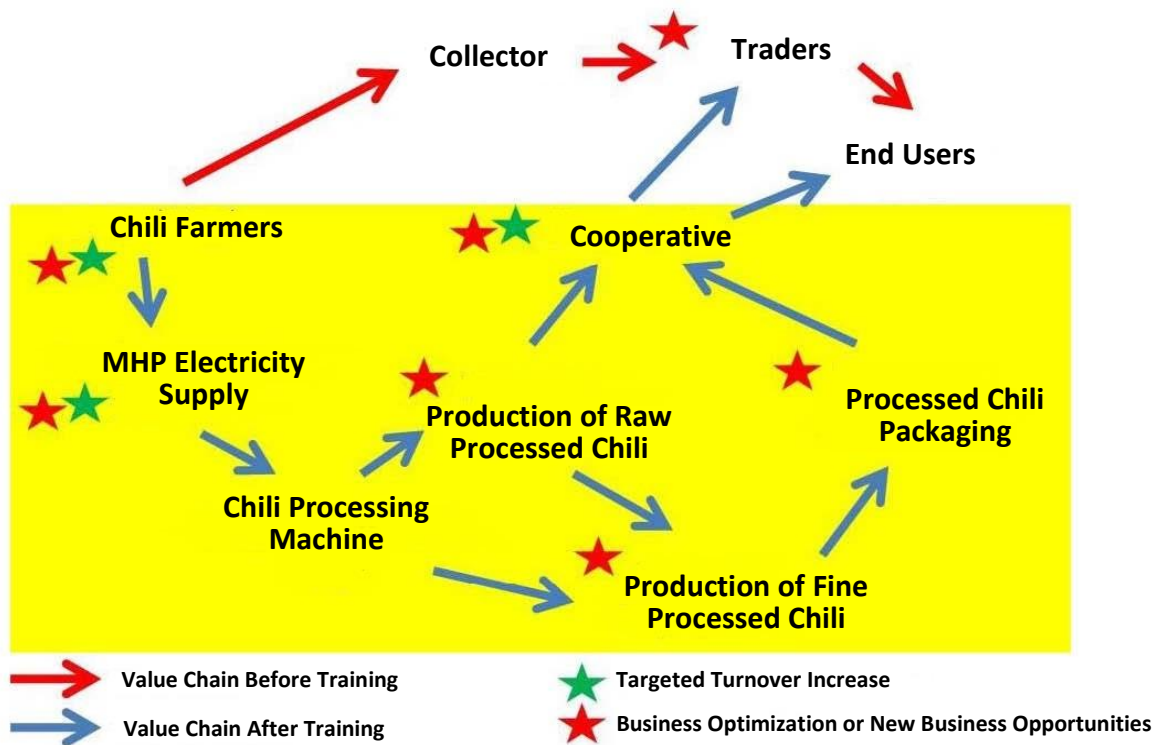 Collector
Traders
End Users
Chili Farmers
Cooperative
MHP Electricity
Supply
Production of Raw
Processed Chili
Processed Chili
Packaging
Chili Processing
Machine
Production of Fine
Processed Chili
Value Chain Before Training
Targeted Turnover Increase
Value Chain After Training
Business Optimization or New Business Opportunities